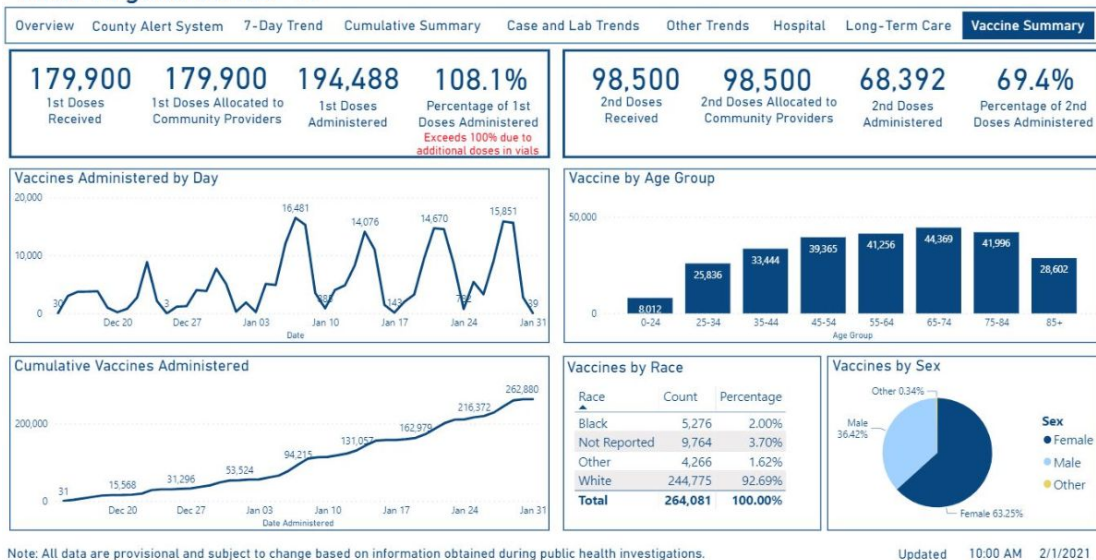 Overview County Alert System 7-Day Trend Cumulative Summary Case and Lab Trends Other Trends Hospital Long-Term Care Vaccine Summary
179,900
1st Doses
Received
179,900
1st Doses Allocated to
Community Providers
194,488
1st Doses
Administered
108.1%
Percentage of 1st
Doses Administered
Exceeds 100% due to
additional doses in vials
98,500
2nd Doses
Received
98,500
2nd Doses Allocated to
Community Providers
68,392
2nd Doses
Administered
69.4%
Percentage of 2nd
Doses Administered
Vaccines Administered by Day
20,000
10,000
0
30
3
16,481
14,076
143
14,670
15,851
39
Dec 20 Dec 27 Jan 03 Jan 10 Jan 17 Jan 24 Jan 31
Date
Vaccine by Age Group
50,000
0
8,012
25,836
33,444
39,365
41,256
44,369
41,996
28,602
0-24 25-34 35-44 45-54 55-64 65-74 75-84 85+
Age Group
Cumulative Vaccines Administered
200,000
0
31
15,568
31,296
53,524
94,215
131,057
162,979
216,372
262,880
Dec 20 Dec 27 Jan 03 Jan 10 Jan 17 Jan 24 Jan 31
Date Administered
Vaccines by Race
Race Count Percentage
Black 5,276 2.00%
Not Reported 9,764 3.70%
Other 4,266 1.62%
White 244,775 92.69%
Total 264,081 100.00%
Vaccines by Sex
Other 0.34%
Male
36.42%
Female 63.25%
Sex
Female
Male
Other
Note: All data are provisional and subject to change based on information obtained during public health investigations.
Updated 10:00 AM 2/1/2021